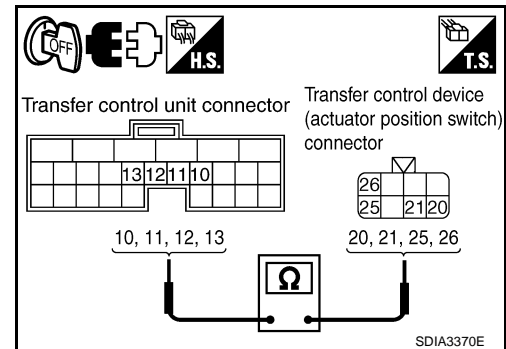 OFF
H.S.
T.S.
Transfer control unit connector
Transfer control device
(actuator position switch)
connector
13 12 11 10
26
25 21 20
10, 11, 12, 13
20, 21, 25, 26
Ω
SDIA3370E